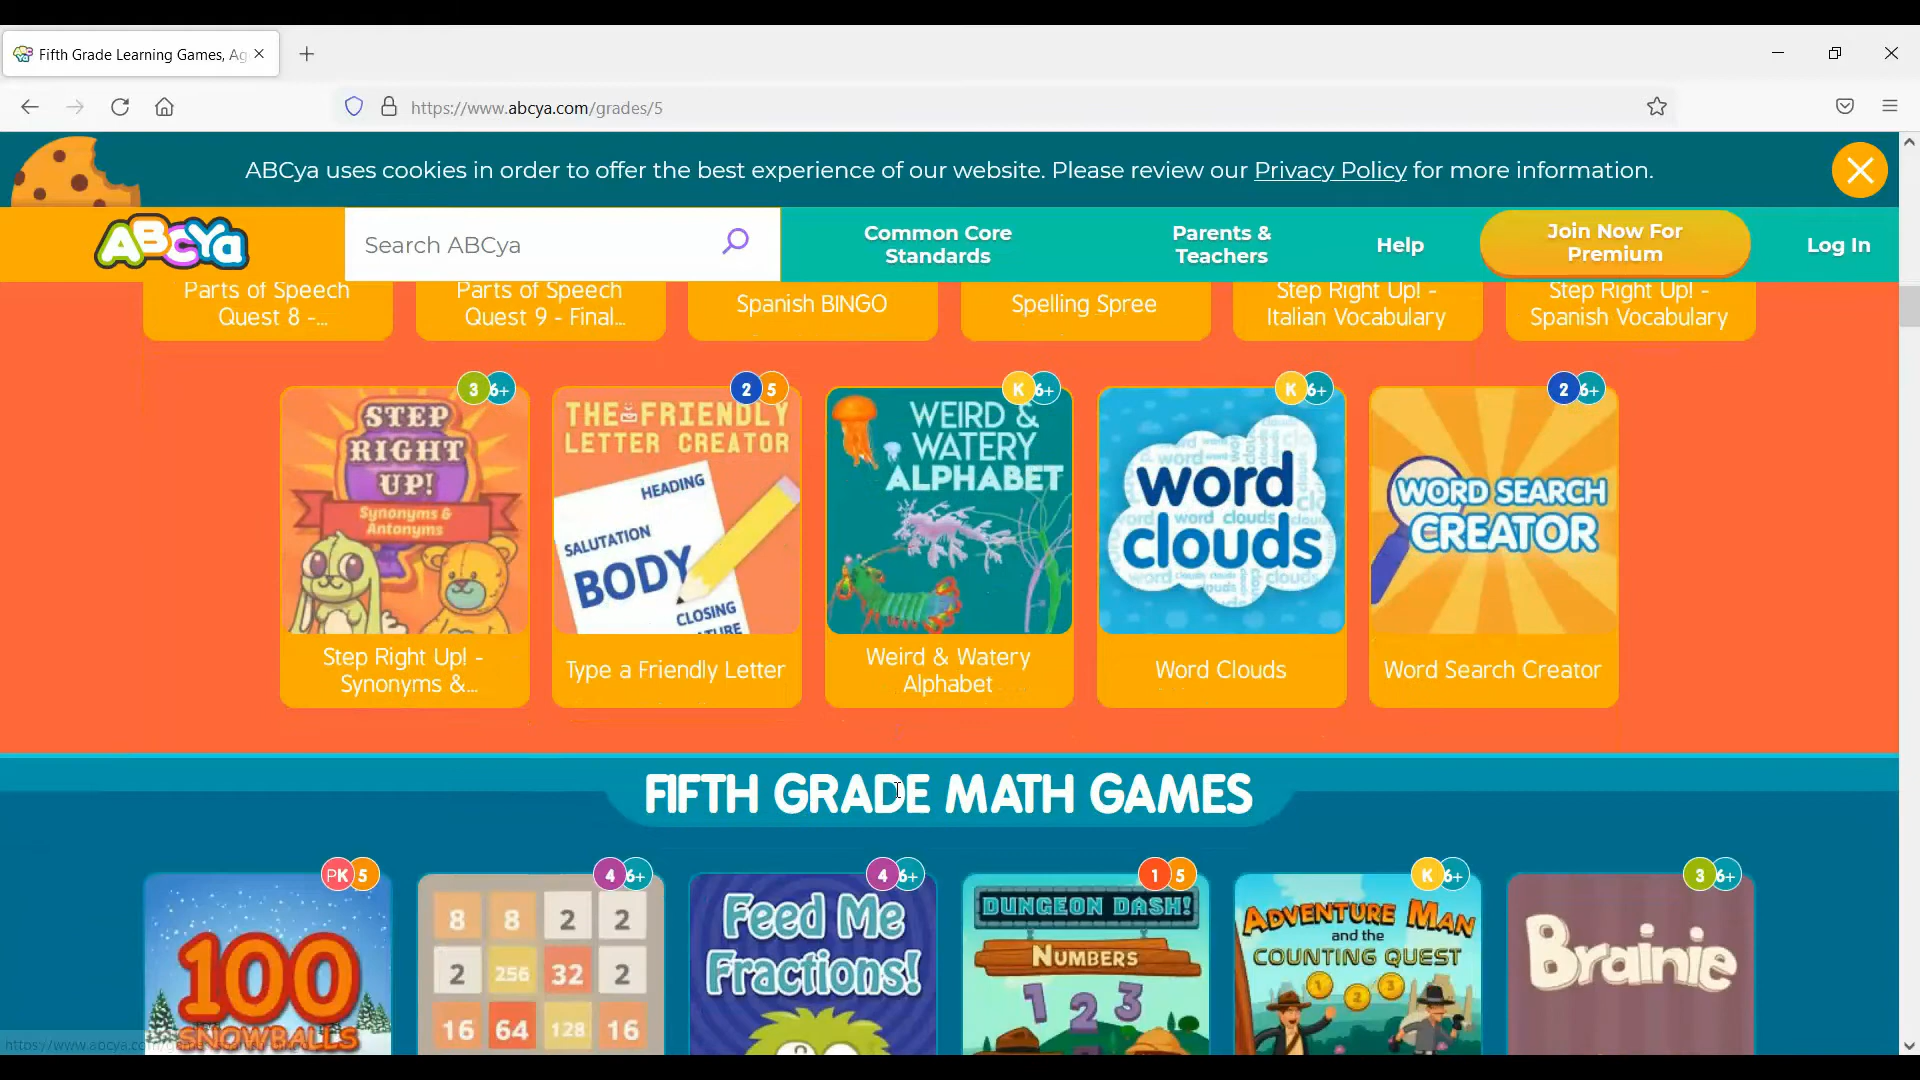 Fifth Grade Learning Games, Ag
https://www.abcya.com/grades/5
ABCya uses cookies in order to offer the best experience of our website. Please review our Privacy Policy for more information.
ABCYa
Search ABCya
Common Core
Standards
Parents &
Teachers
Help
Join Now For
Premium
Log In
Parts of Speech
Quest 8 -...
Parts of Speech
Quest 9 - Final...
Spanish BINGO
Spelling Spree
Step Right Up! -
Italian Vocabulary
Step Right Up! -
Spanish Vocabulary
3 6+
STEP
RIGHT
UP!
Synonyms &
Antonyms
Step Right Up! -
Synonyms &...
2 5
THE FRIENDLY
LETTER CREATOR
HEADING
SALUTATION
BODY
CLOSING
Type a Friendly Letter
K 6+
WEIRD &
WATERY
ALPHABET
Weird & Watery
Alphabet
K 6+
word
word clouds
clouds
Word Clouds
2 6+
WORD SEARCH
CREATOR
Word Search Creator
FIFTH GRADE MATH GAMES
PK 5
100
SNOWBALLS
4 6+
8 8 2 2
2 256 32 2
16 64 128 16
4 6+
Feed Me
Fractions!
1 5
DUNGEON DASH!
NUMBERS
1 2 3
K 6+
ADVENTURE MAN
and the
COUNTING QUEST
1 2 3
3 6+
Brainie